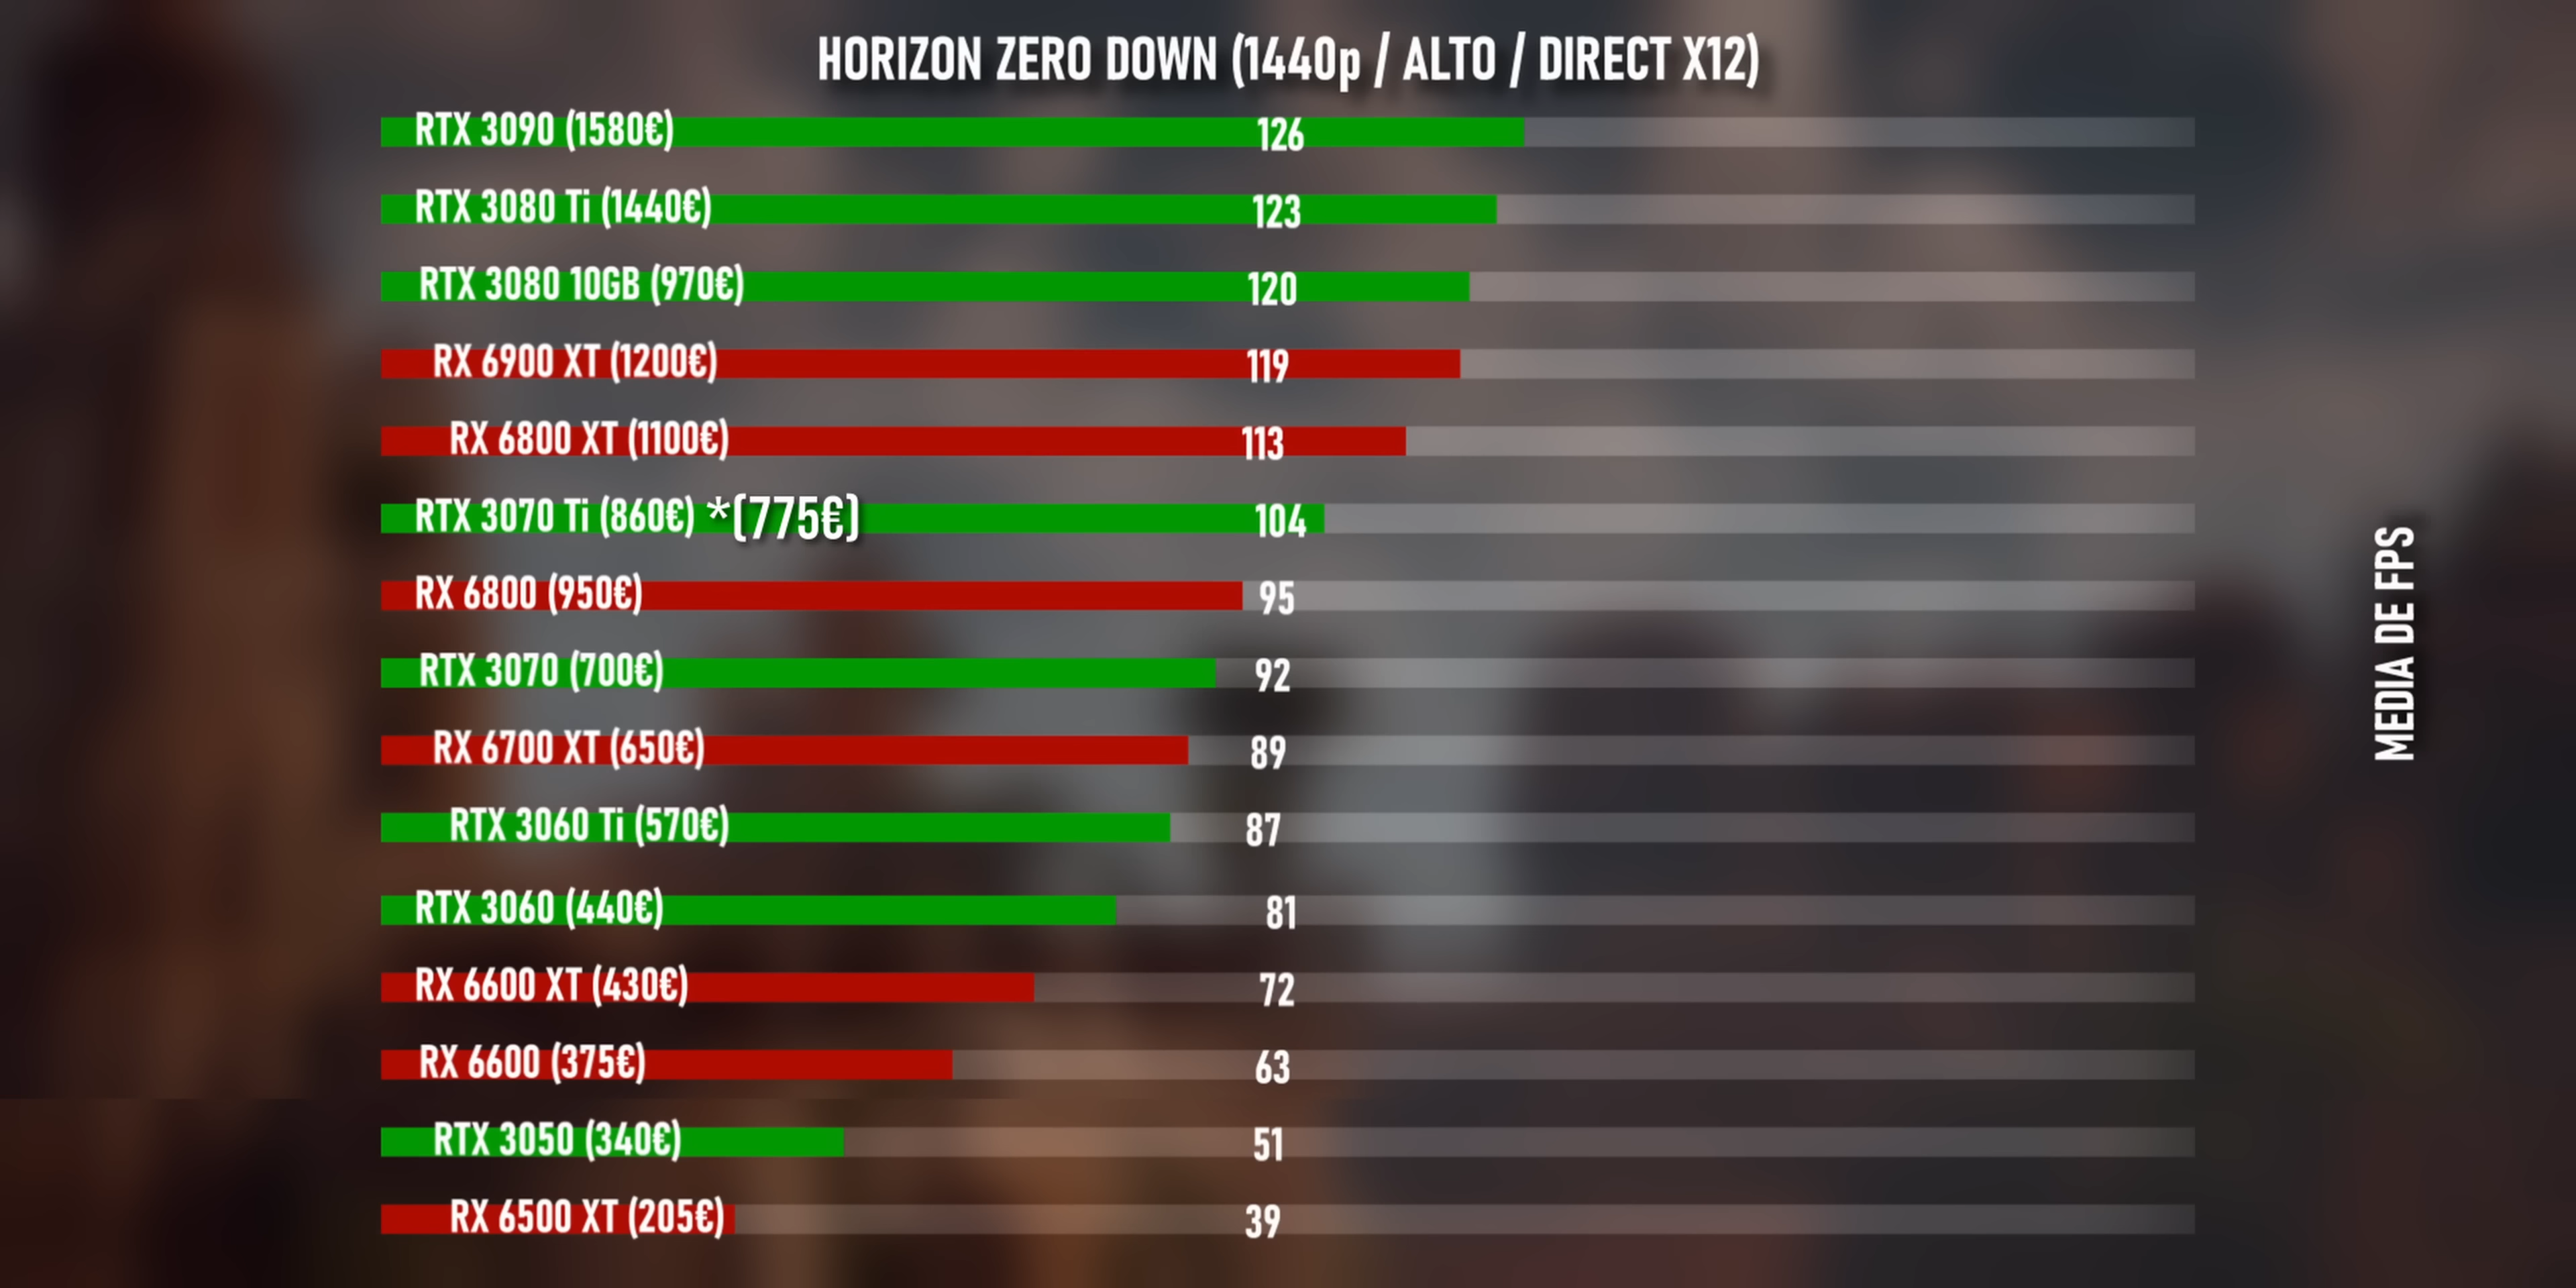 HORIZON ZERO DOWN (1440p / ALTO / DIRECT X12)
RTX 3090 (1580€) 126
RTX 3080 Ti (1440€) 123
RTX 3080 10GB (970€) 120
RX 6900 XT (1200€) 119
RX 6800 XT (1100€) 113
RTX 3070 Ti (860€) *(775€) 104
RX 6800 (950€) 95
RTX 3070 (700€) 92
RX 6700 XT (650€) 89
RTX 3060 Ti (570€) 87
RTX 3060 (440€) 81
RX 6600 XT (430€) 72
RX 6600 (375€) 63
RTX 3050 (340€) 51
RX 6500 XT (205€) 39
MEDIA DE FPS